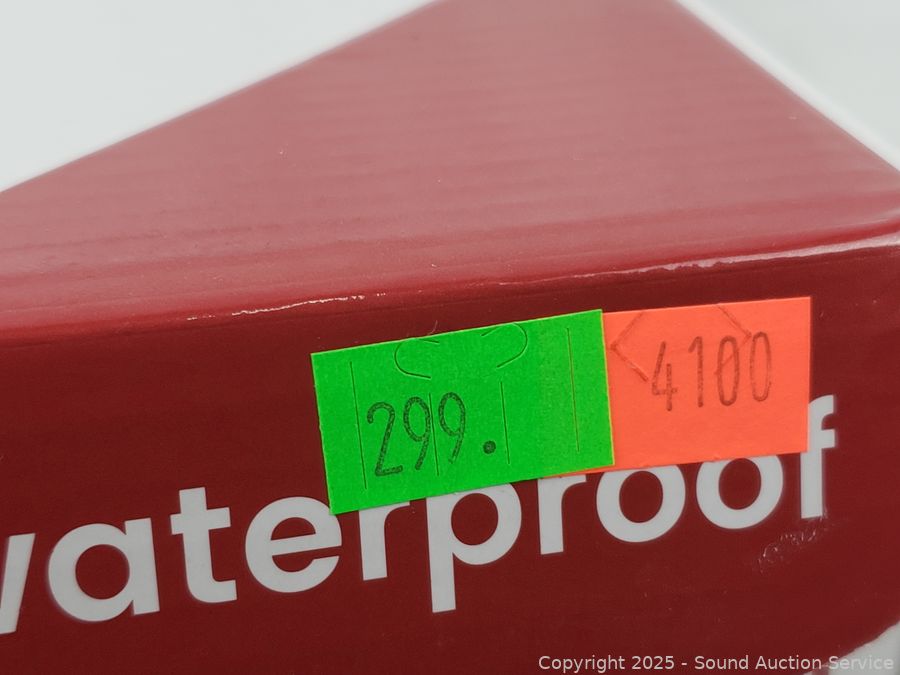 299.
4100
waterproof
Copyright 2025 - Sound Auction Service